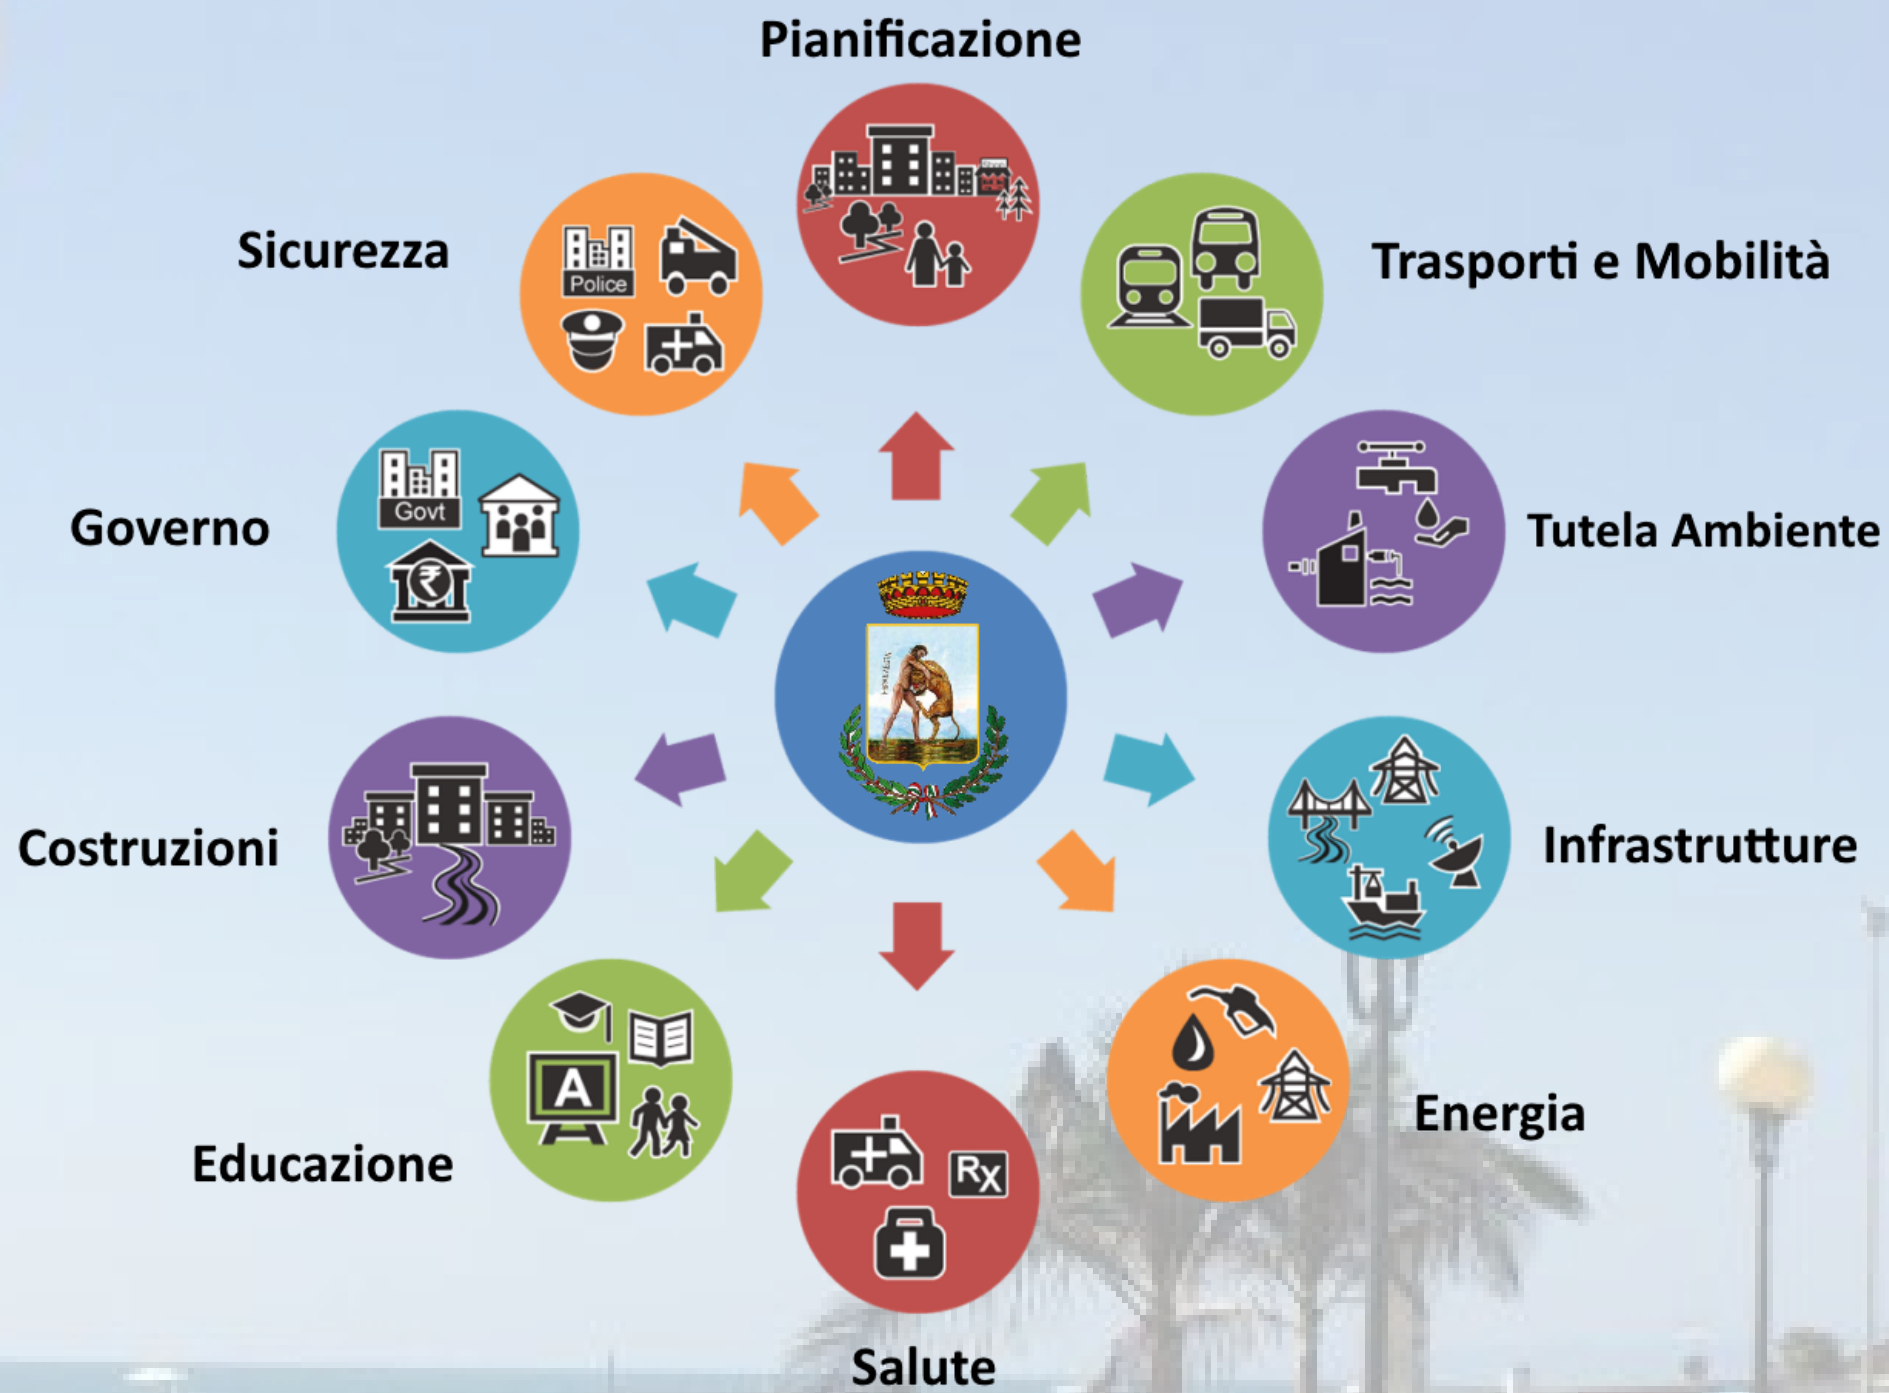 Pianificazione
Sicurezza
Police
Trasporti e Mobilità
Governo
Govt
₹
Tutela Ambiente
Costruzioni
Infrastrutture
Educazione
A
Energia
Rx
Salute